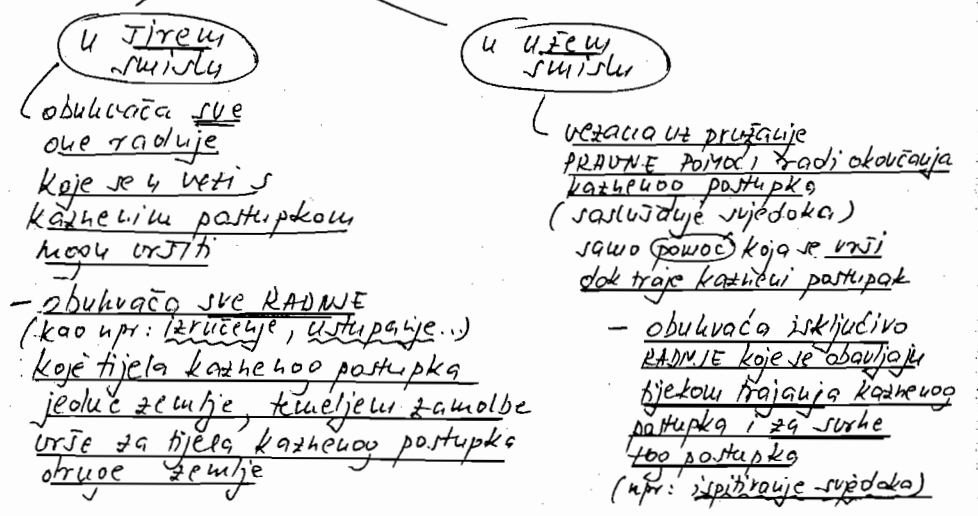 u širem
smislu
obuhvaća sve
one radnje
koje se u vezi s
kaznenim postupkom
mogu vršiti
- obuhvaća sve RADNJE
(kao npr: izručenje, ustupanje...)
koje tijela kaznenog postupka
jedne zemlje, temeljem zamolbe
vrše za tijela kaznenog postupka
druge zemlje
u užem
smislu
vezana uz pružanje
PRAVNE POMOĆI radi okončanja
kaznenog postupka
(saslušanje svjedoka)
samo pomoć koja se vrši
dok traje kazneni postupak
- obuhvaća isključivo
RADNJE koje se obavljaju
tijekom trajanja kaznenog
postupka i za svrhe
tog postupka
(npr: ispitivanje svjedoka)